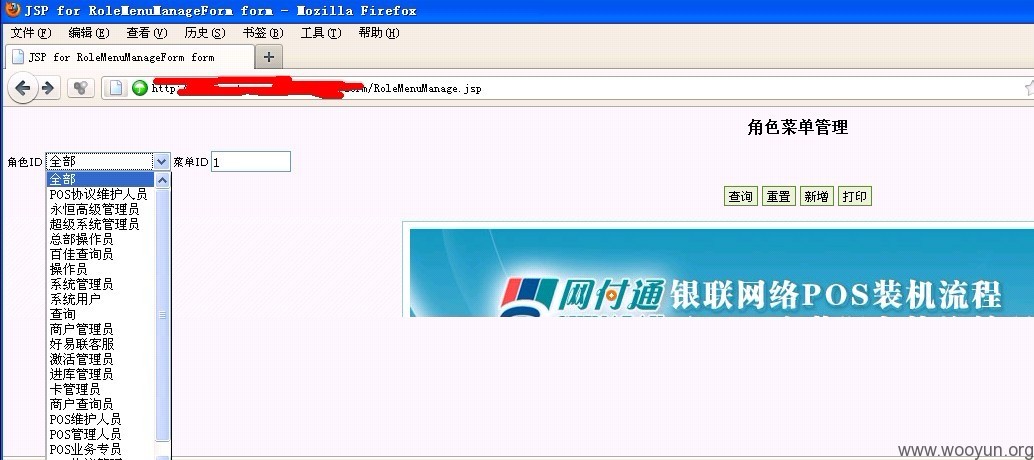 JSP for RoleMenuManageForm form - Mozilla Firefox
文件(F) 编辑(E) 查看(V) 历史(S) 书签(B) 工具(T) 帮助(H)
JSP for RoleMenuManageForm form
http:/RoleMenuManage.jsp
角色菜单管理
角色ID 全部 菜单ID 1
全部
POS协议维护人员
永恒高级管理员
超级系统管理员
总部操作员
百佳查询员
操作员
系统管理员
系统用户
查询
商户管理员
好易联客服
激活管理员
进库管理员
卡管理员
商户查询员
POS维护人员
POS管理人员
POS业务专员
查询 重置 新增 打印
网付通 银联网络POS装机流程
www.wooyun.org